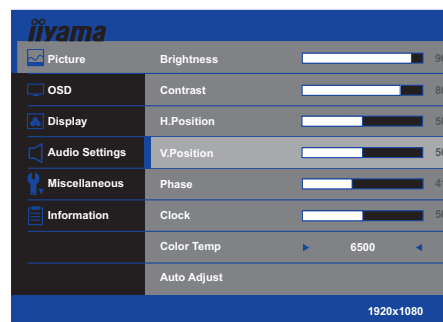 iiyama
Picture
Brightness
OSD
Contrast
Display
H.Position
Audio Settings
V.Position
Miscellaneous
Phase
Information
Clock
Color Temp 6500
Auto Adjust
1920x1080